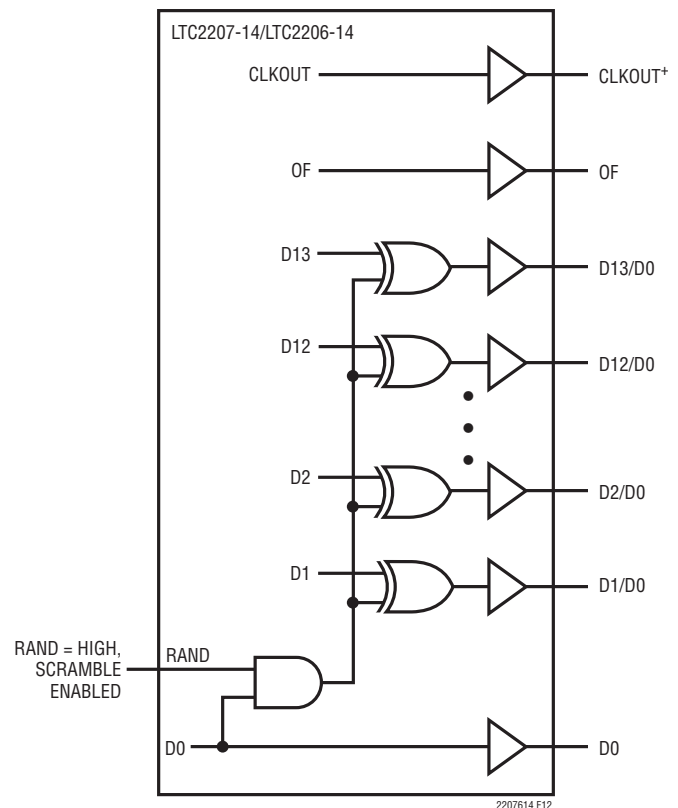 LTC2207-14/LTC2206-14
CLKOUT
CLKOUT+
OF
OF
D13
D13/D0
D12
D12/D0
D2
D2/D0
D1
D1/D0
RAND = HIGH,
SCRAMBLE
ENABLED
RAND
D0
D0
2207614 F12